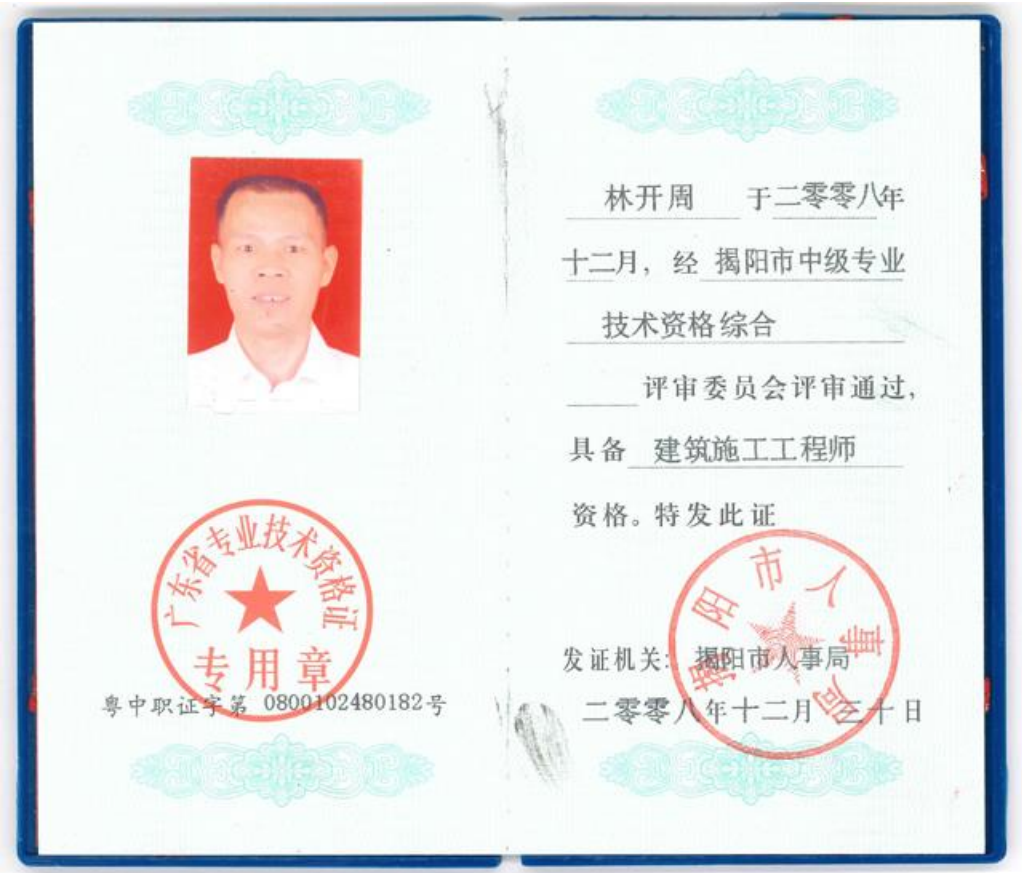 广东省专业技术资格证
专用章
粤中职证字第 0800102480182号
林开周 于二零零八年
十二月，经 揭阳市中级专业
技术资格综合
评审委员会评审通过，
具备 建筑施工工程师
资格。特发此证
揭阳市人事局
发证机关：揭阳市人事局
二零零八年十二月三十日